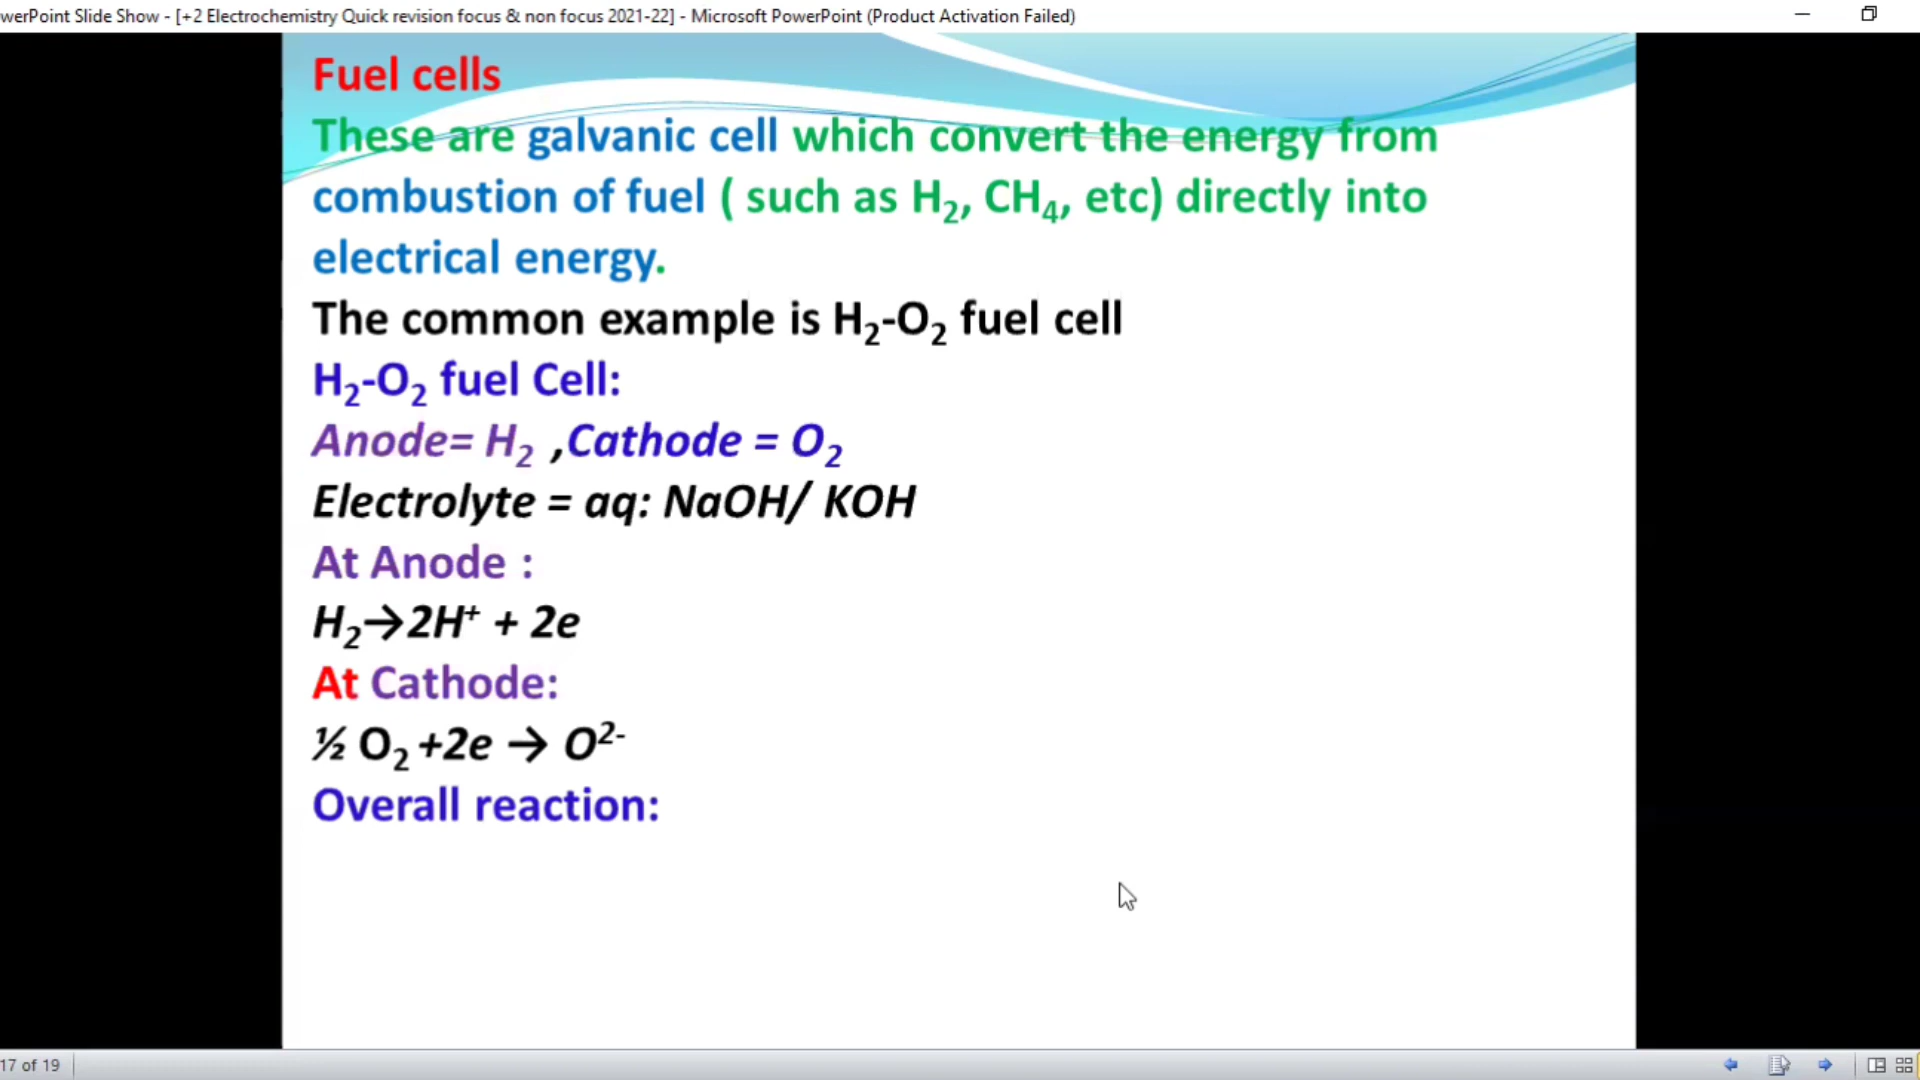 werPoint Slide Show - [+2 Electrochemistry Quick revision focus & non focus 2021-22] - Microsoft PowerPoint (Product Activation Failed)
Fuel cells
These are galvanic cell which convert the energy from
combustion of fuel ( such as H₂, CH₄, etc) directly into
electrical energy.
The common example is H₂-O₂ fuel cell
H₂-O₂ fuel Cell:
Anode= H₂ ,Cathode = O₂
Electrolyte = aq: NaOH/ KOH
At Anode :
H₂→2H⁺ + 2e
At Cathode:
½ O₂ +2e → O²⁻
Overall reaction:
17 of 19